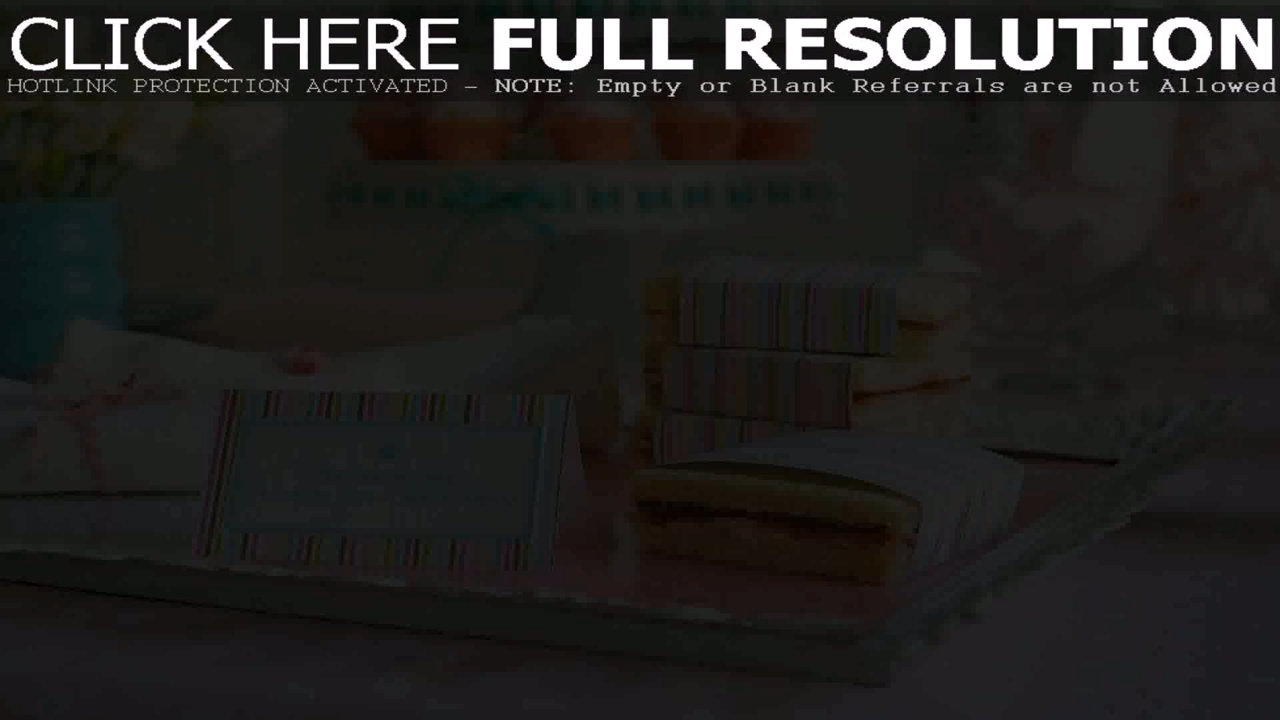 CLICK HERE FULL RESOLUTION
HOTLINK PROTECTION ACTIVATED – NOTE: Empty or Blank Referrals are not Allowed